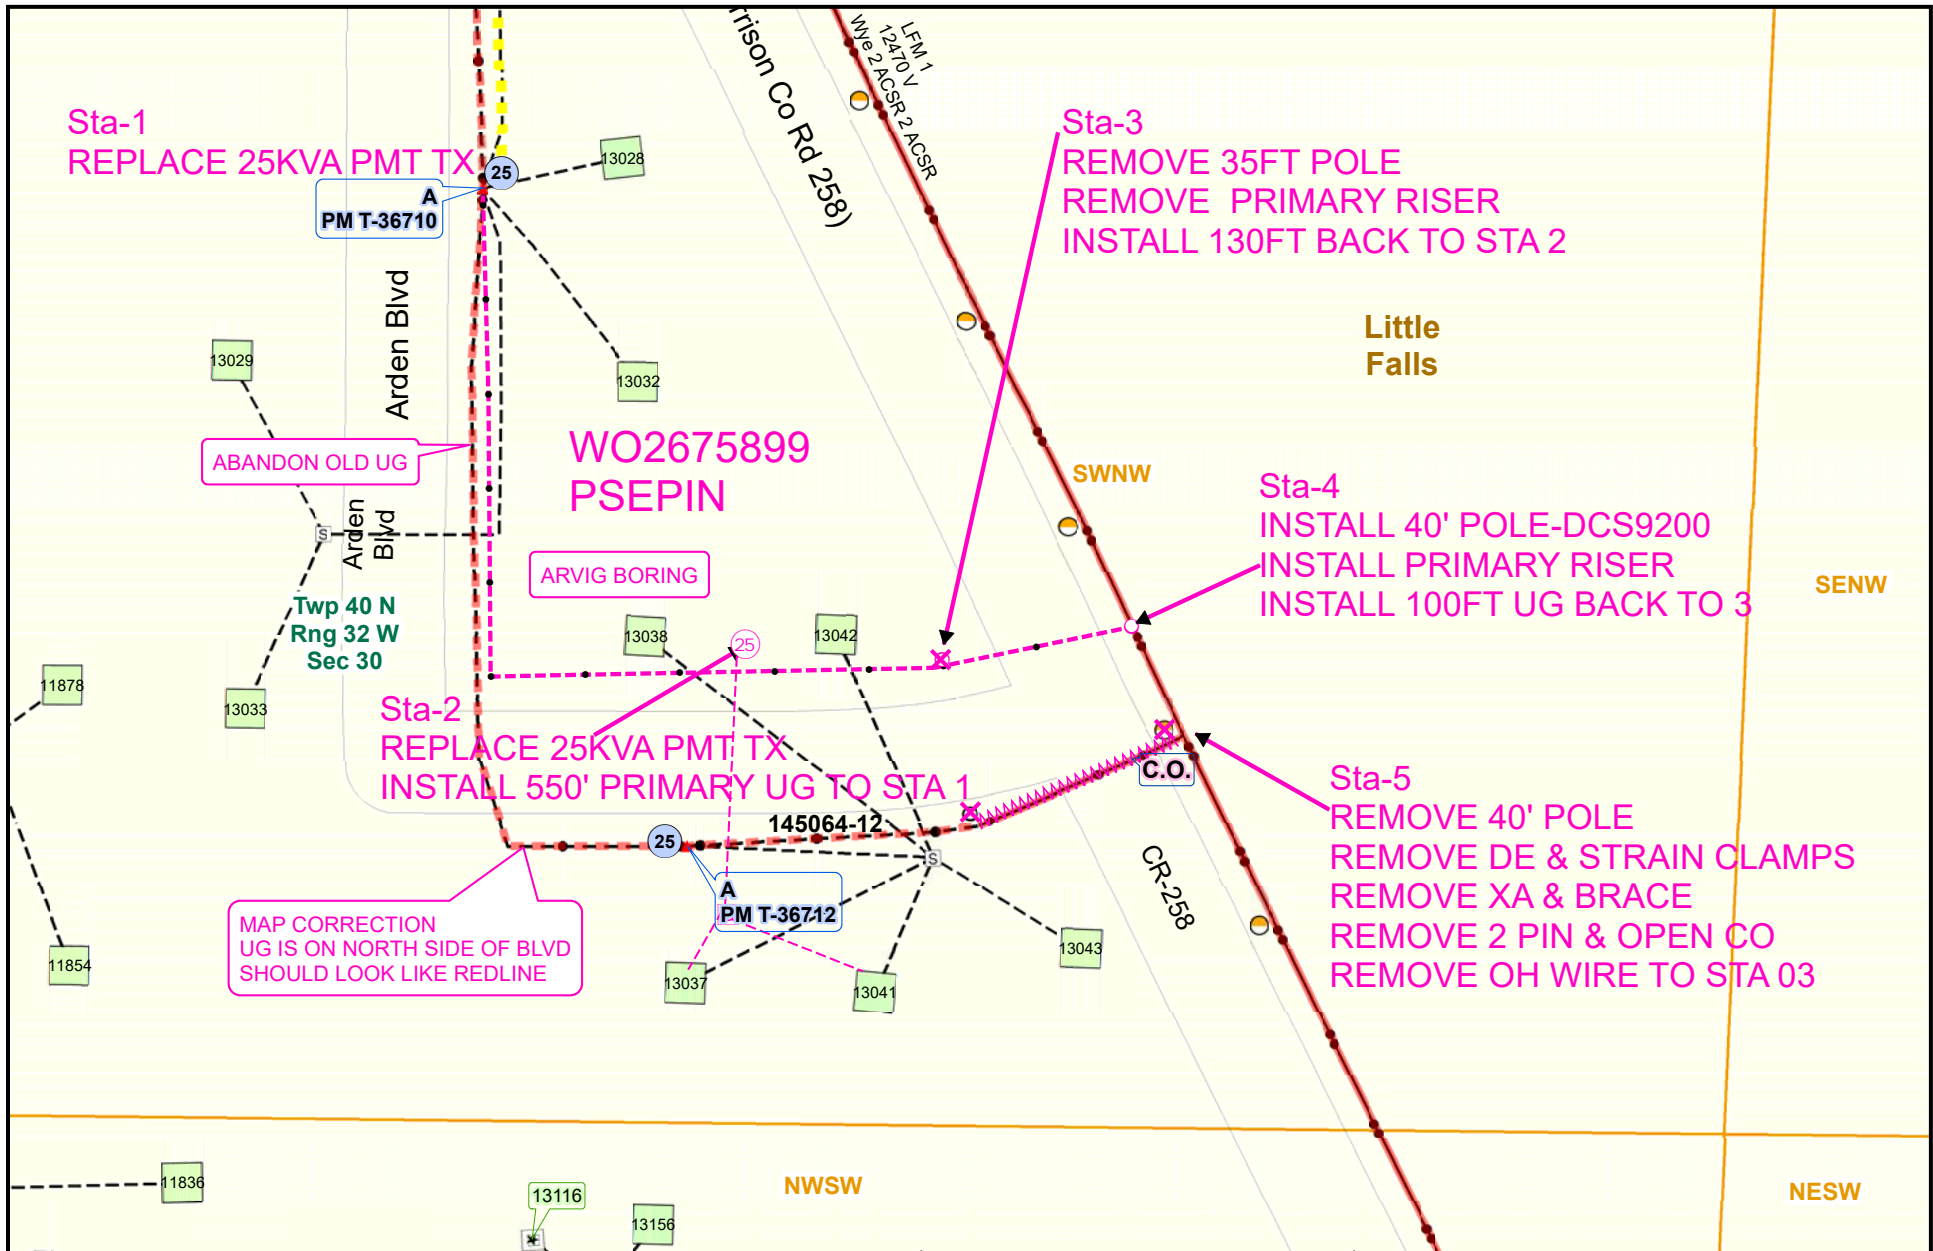 Sta-1
REPLACE 25KVA PMT TX
25
13028
A
PM T-36710
rrison Co Rd 258)
LFM 1
12470 V
Wye 2 ACSR 2 ACSR
Sta-3
REMOVE 35FT POLE
REMOVE PRIMARY RISER
INSTALL 130FT BACK TO STA 2
Little
Falls
Arden Blvd
13029
13032
ABANDON OLD UG
WO2675899
PSEPIN
SWNW
Sta-4
INSTALL 40' POLE-DCS9200
INSTALL PRIMARY RISER
INSTALL 100FT UG BACK TO 3
SENW
S
Arden
Blvd
ARVIG BORING
Twp 40 N
Rng 32 W
Sec 30
13038
25
13042
11878
13033
Sta-2
REPLACE 25KVA PMT TX
INSTALL 550' PRIMARY UG TO STA 1
C.O.
Sta-5
REMOVE 40' POLE
REMOVE DE & STRAIN CLAMPS
REMOVE XA & BRACE
REMOVE 2 PIN & OPEN CO
REMOVE OH WIRE TO STA 03
145064-12
25
S
A
PM T-36712
CR-258
MAP CORRECTION
UG IS ON NORTH SIDE OF BLVD
SHOULD LOOK LIKE REDLINE
11854
13037
13041
13043
11836
13116
13156
NWSW
NESW